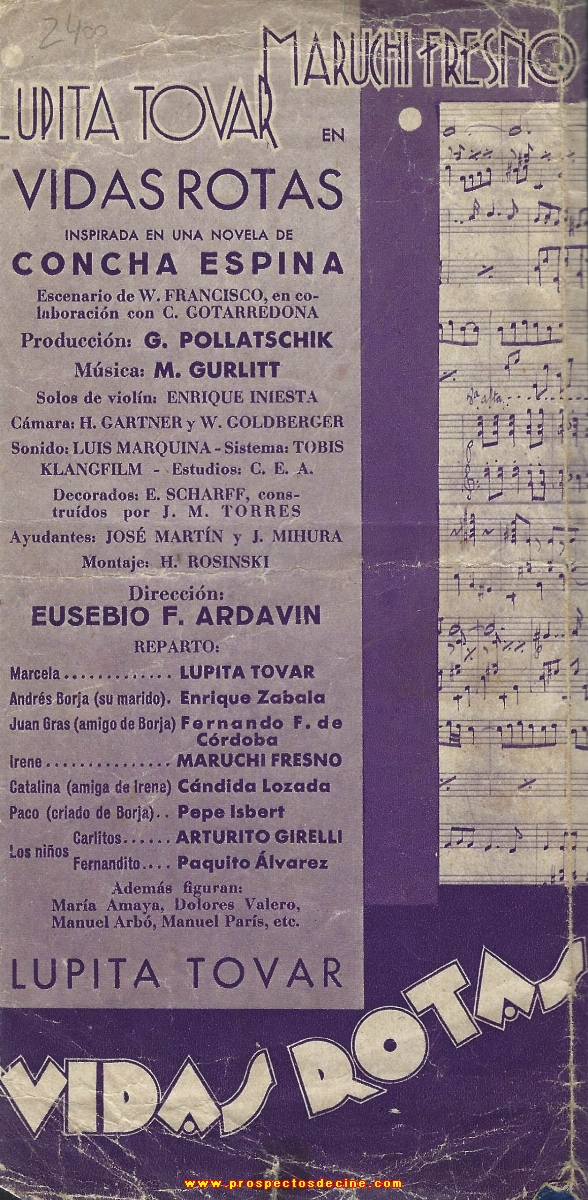 2400
MARUCHI FRESNO
LUPITA TOVAR
EN
VIDAS ROTAS
INSPIRADA EN UNA NOVELA DE
CONCHA ESPINA
Escenario de W. FRANCISCO, en co-
laboración con C. GOTARREDONA
Producción: G. POLLATSCHIK
Música: M. GURLITT
Solos de violín: ENRIQUE INIESTA
Cámara: H. GARTNER y W. GOLDBERGER
Sonido: LUIS MARQUINA - Sistema: TOBIS
KLANGFILM - Estudios: C. E. A.
Decorados: E. SCHARFF, cons-
truídos por J. M. TORRES
Ayudantes: JOSÉ MARTÍN y J. MIHURA
Montaje: H. ROSINSKI
Dirección:
EUSEBIO F. ARDAVIN
REPARTO:
Marcela ............. LUPITA TOVAR
Andrés Borja (su marido). Enrique Zabala
Juan Gras (amigo de Borja) Fernando F. de
Córdoba
Irene ............... MARUCHI FRESNO
Catalina (amiga de Irene) Cándida Lozada
Paco (criado de Borja).. Pepe Isbert
Los niños Carlitos...... ARTURITO GIRELLI
Fernandito.... Paquito Álvarez
Además figuran:
María Amaya, Dolores Valero,
Manuel Arbó, Manuel París, etc.
LUPITA TOVAR
VIDAS ROTAS
www.prospectosdecine.com